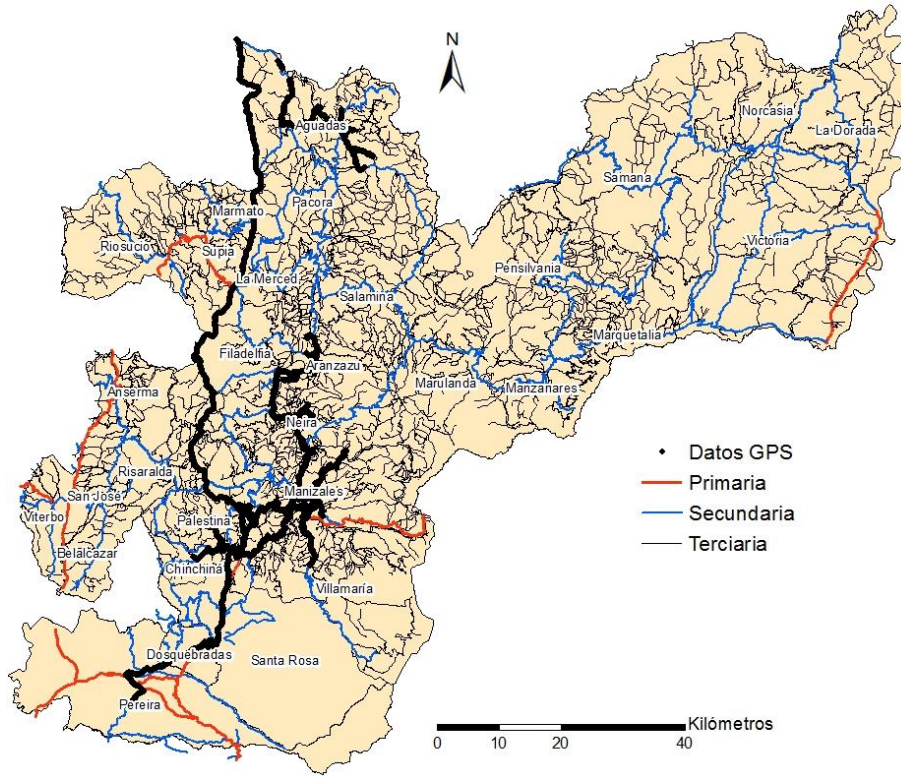 N
Norcasia
La Dorada
Aguadas
Samana
Pacora
Marmato
Victoria
Riosucio
Supia
Pensilvania
La Merced
Salamina
Marquetalia
Filadelfia
Aranzazu
Marulanda
Manzanares
Anserma
Neira
Datos GPS
Risaralda
Primaria
Manizales
San José
Viterbo
Palestina
Secundaria
Belálcazar
Terciaria
Chinchiná
Villamaría
Dosquebradas
Santa Rosa
Pereira
Kilómetros
0 10 20 40